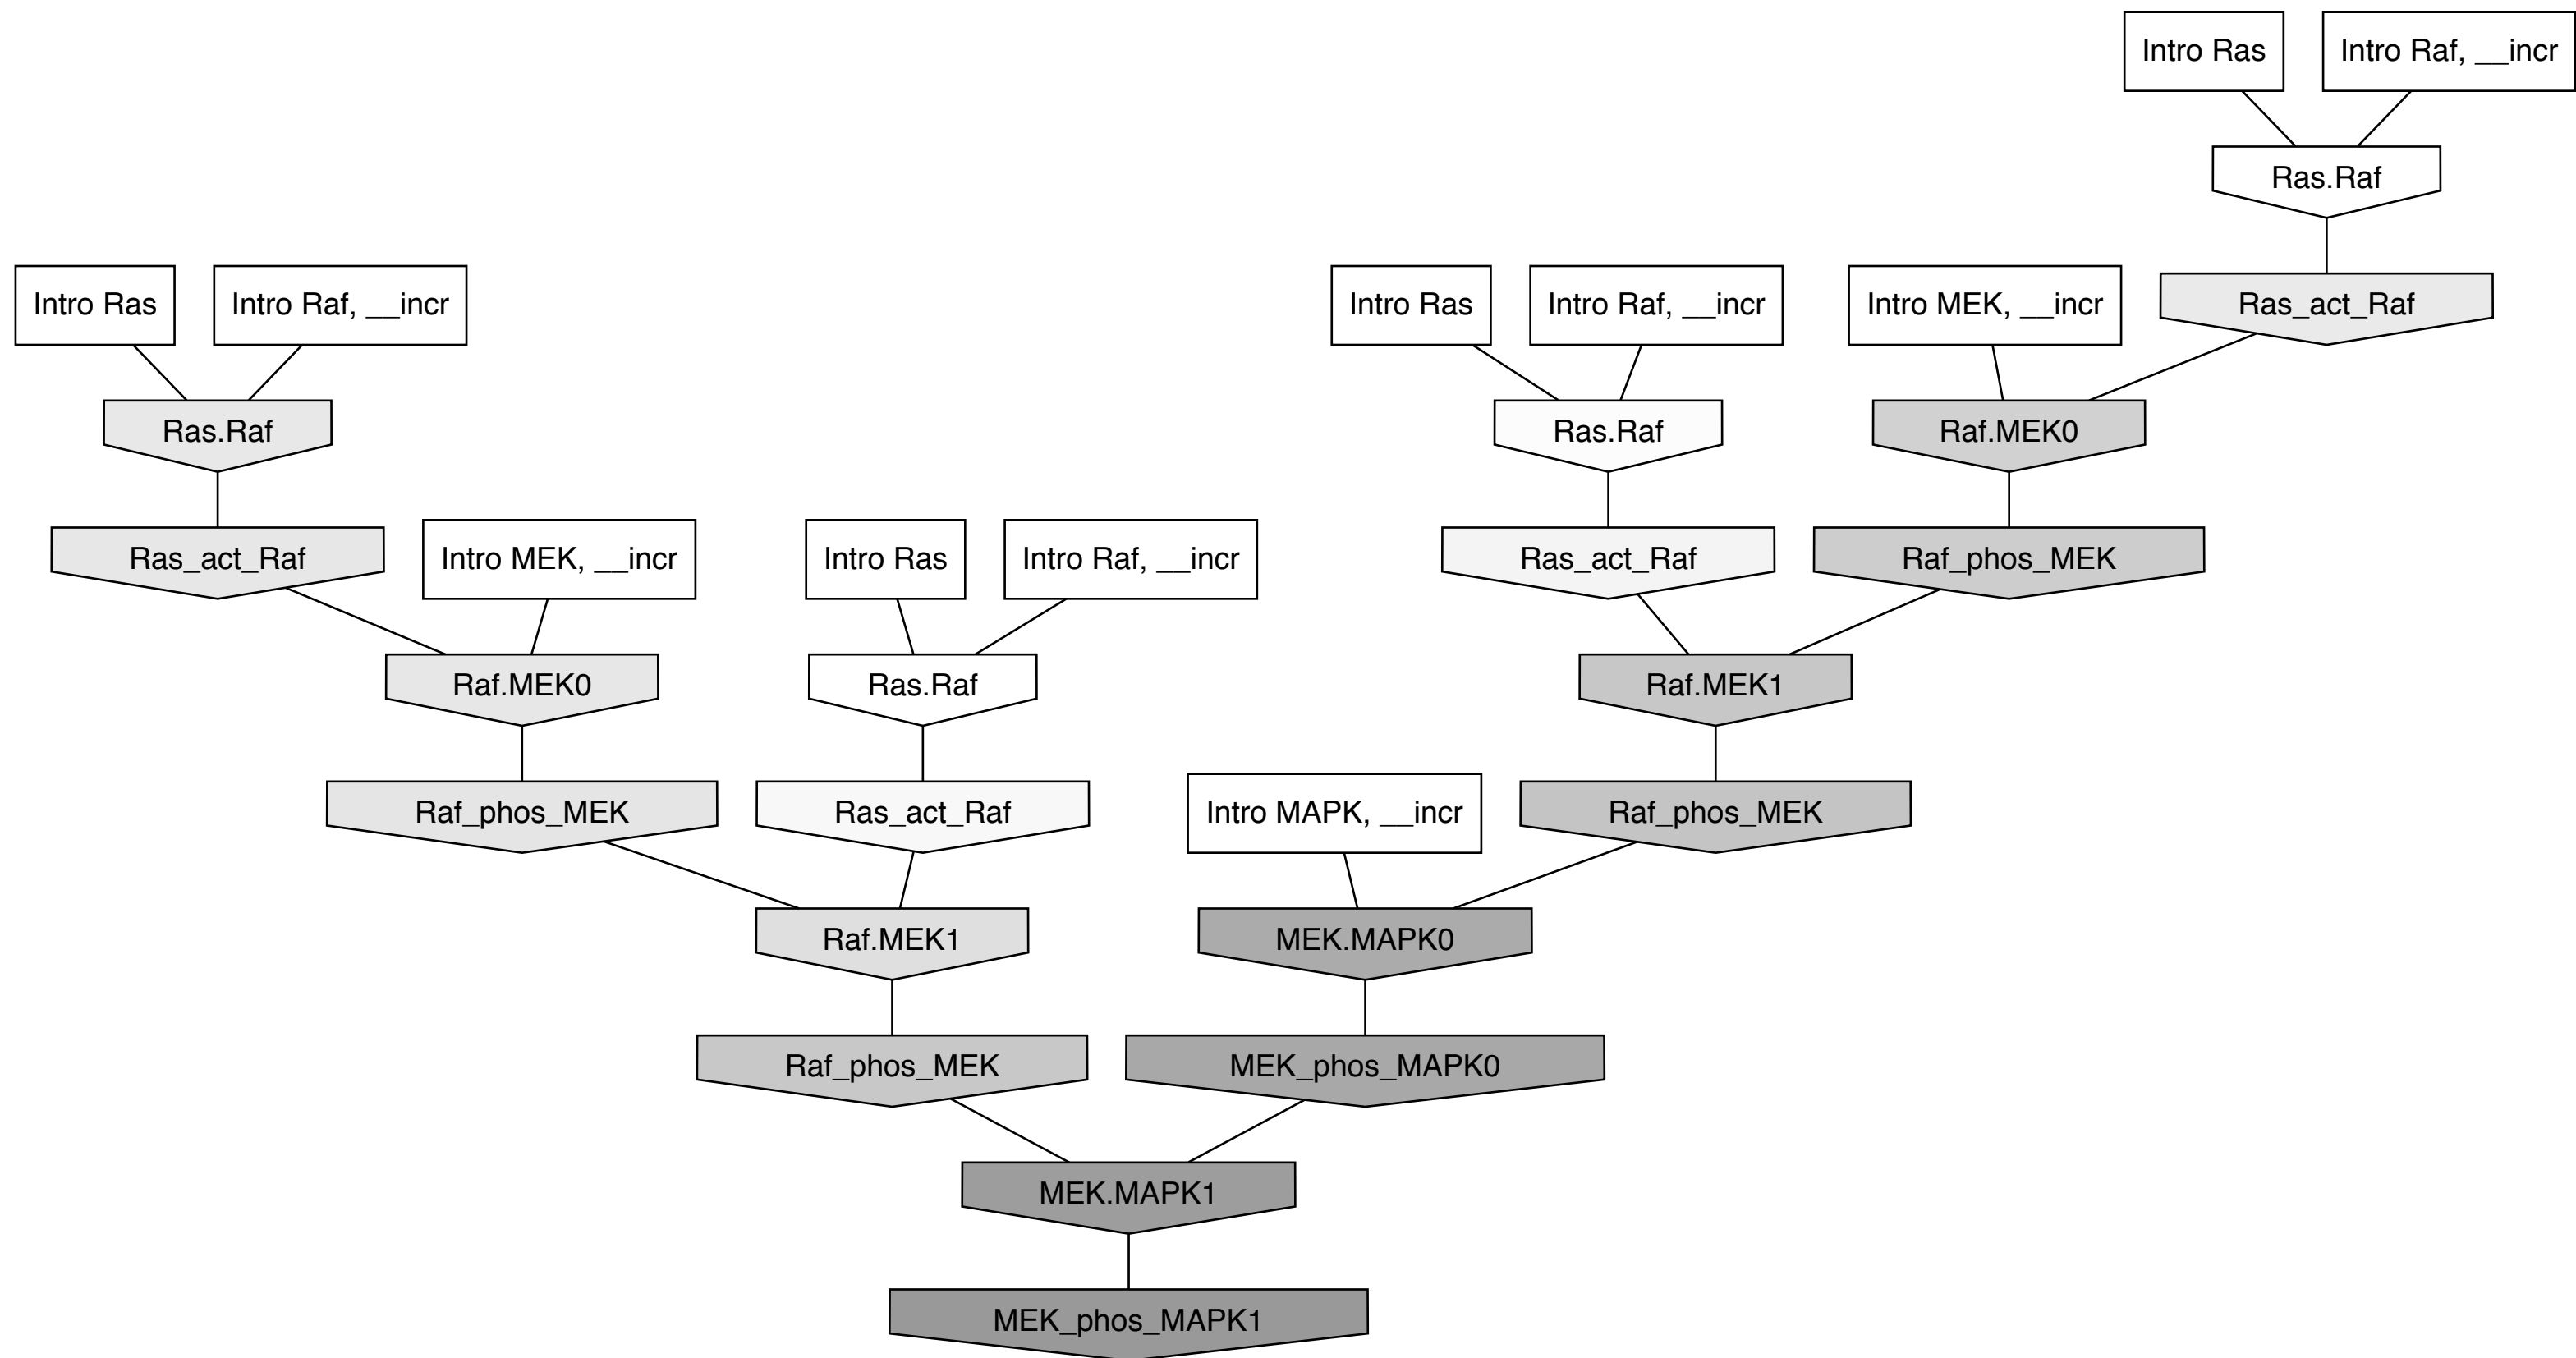 Intro Ras
Intro Raf, __incr
Ras.Raf
Intro Ras
Intro Raf, __incr
Intro Ras
Intro Raf, __incr
Intro MEK, __incr
Ras_act_Raf
Ras.Raf
Ras.Raf
Raf.MEK0
Ras_act_Raf
Intro MEK, __incr
Intro Ras
Intro Raf, __incr
Ras_act_Raf
Raf_phos_MEK
Raf.MEK0
Ras.Raf
Raf.MEK1
Raf_phos_MEK
Ras_act_Raf
Intro MAPK, __incr
Raf_phos_MEK
Raf.MEK1
MEK.MAPK0
Raf_phos_MEK
MEK_phos_MAPK0
MEK.MAPK1
MEK_phos_MAPK1